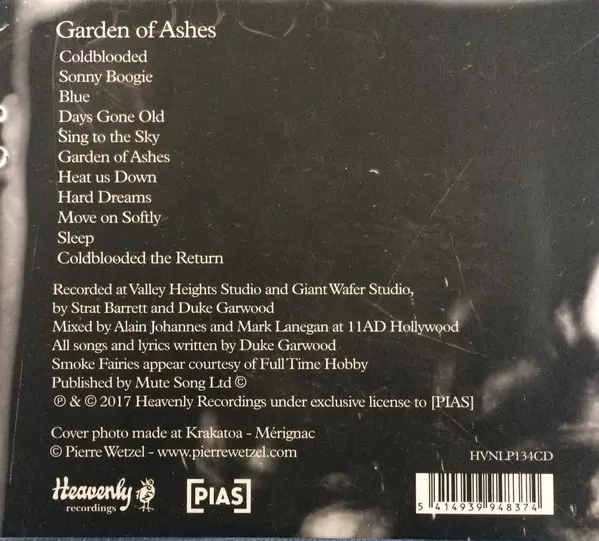 Garden of Ashes
Coldblooded
Sonny Boogie
Blue
Days Gone Old
Sing to the Sky
Garden of Ashes
Heat us Down
Hard Dreams
Move on Softly
Sleep
Coldblooded the Return
Recorded at Valley Heights Studio and Giant Wafer Studio,
by Strat Barrett and Duke Garwood
Mixed by Alain Johannes and Mark Lanegan at 11AD Hollywood
All songs and lyrics written by Duke Garwood
Smoke Fairies appear courtesy of Full Time Hobby
Published by Mute Song Ltd ©
℗ & © 2017 Heavenly Recordings under exclusive license to [PIAS]
Cover photo made at Krakatoa - Mérignac
© Pierre Wetzel - www.pierrewetzel.com
HVNLP134CD
Heavenly
recordings
[PIAS]
5 414939 948374